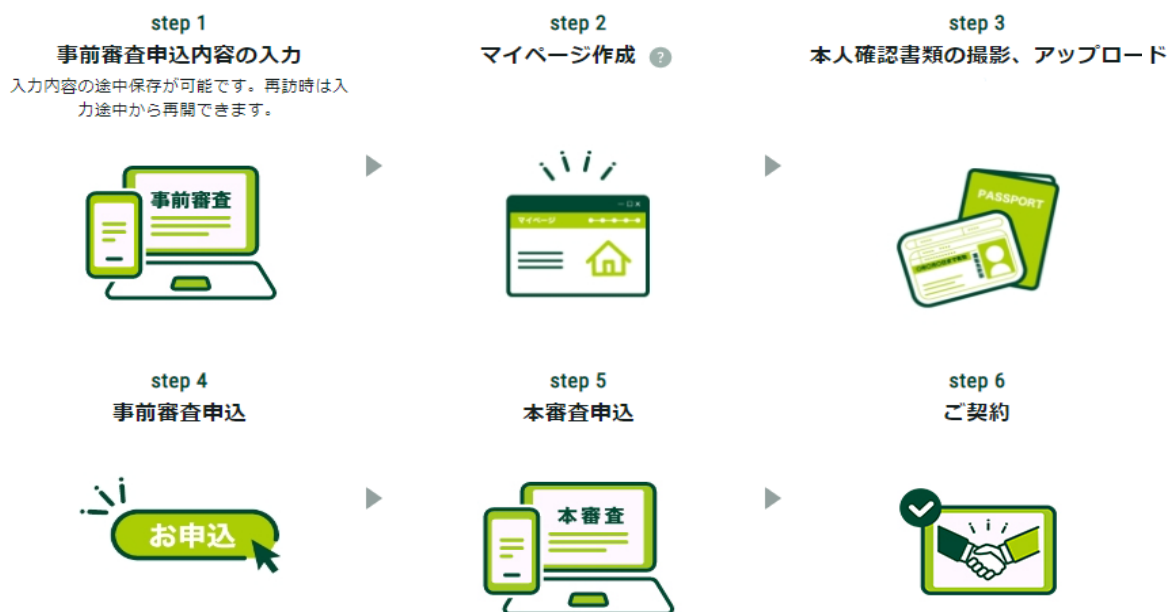 step 1
事前審査申込内容の入力
入力内容の途中保存が可能です。再訪時は入
力途中から再開できます。
事前審査
step 2
マイページ作成 ?
マイページ
step 3
本人確認書類の撮影、アップロード
PASSPORT
step 4
事前審査申込
お申込
step 5
本審査申込
本審査
step 6
ご契約